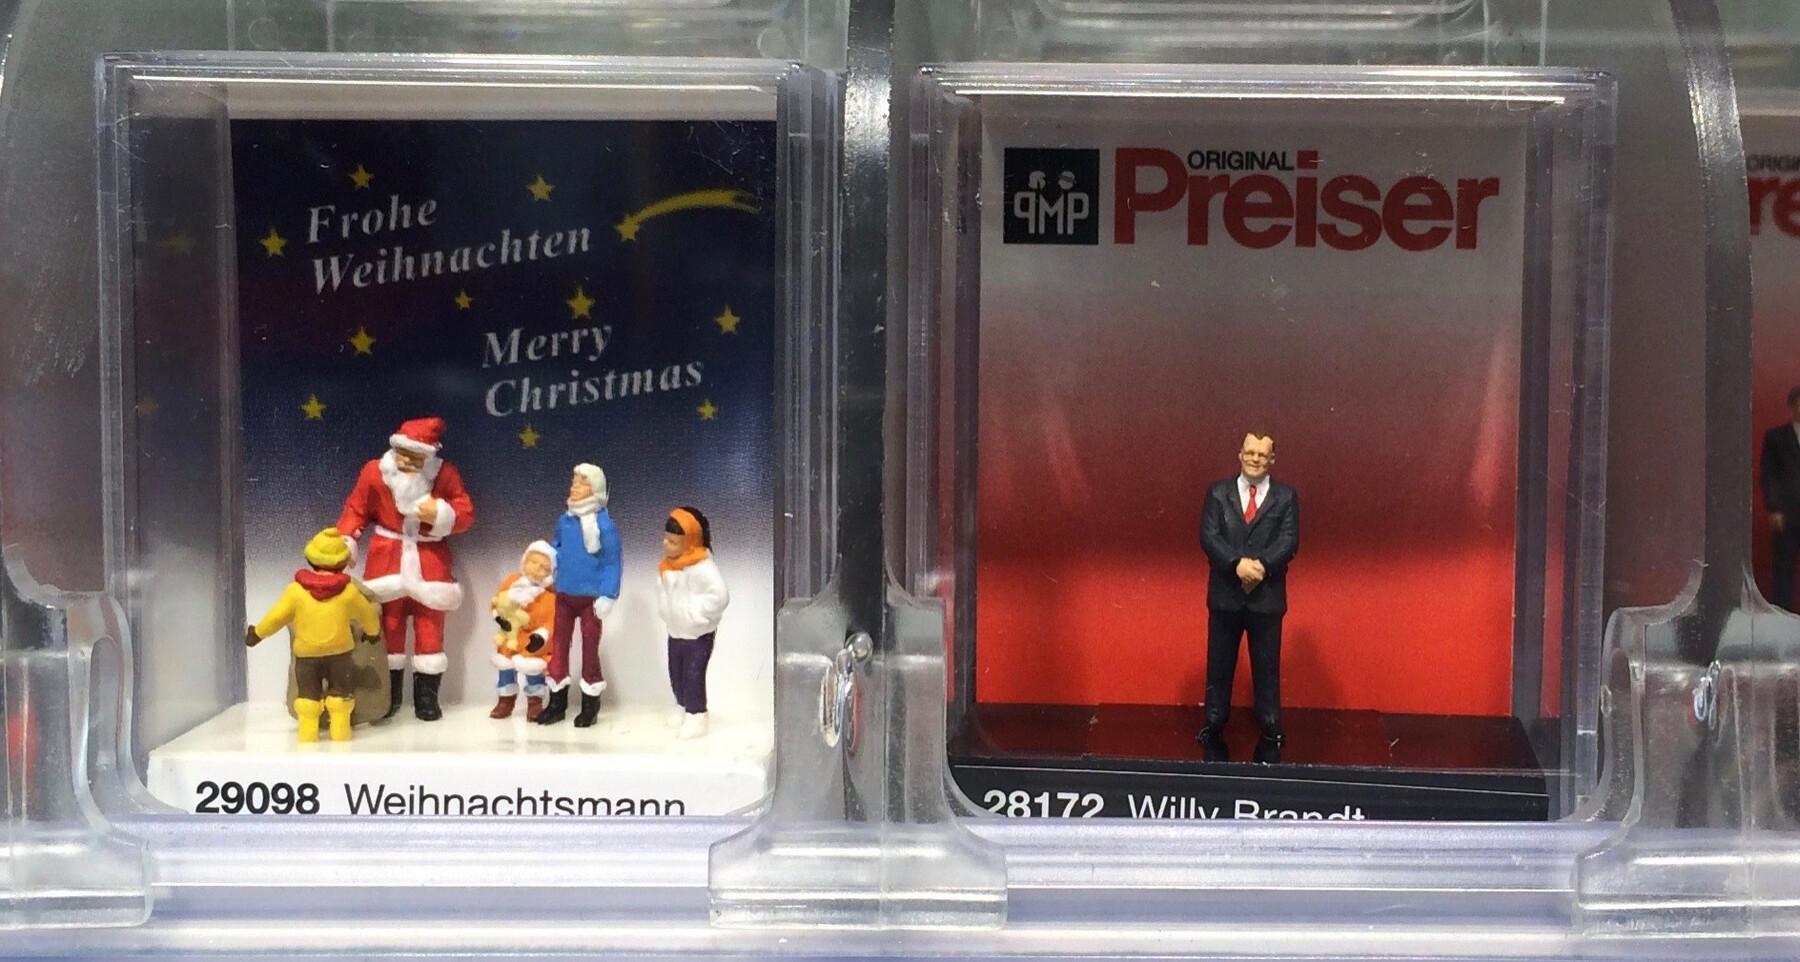 Frohe
Weihnachten
Merry
Christmas
29098 Weihnachtsmann
PMP
ORIGINAL
Preiser
28172 Willy Brandt